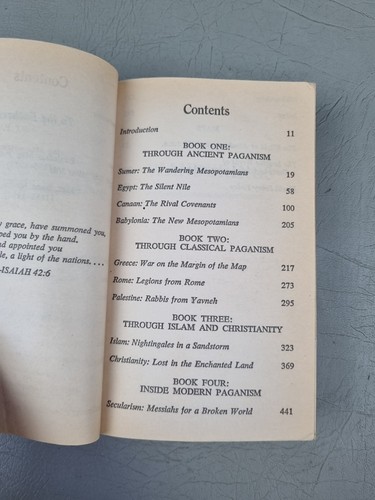 y grace, have summoned you,
ped you by the hand,
and appointed you
le, a light of the nations. . . .
–ISAIAH 42:6
Contents
Introduction 11
BOOK ONE:
THROUGH ANCIENT PAGANISM
Sumer: The Wandering Mesopotamians 19
Egypt: The Silent Nile 58
Canaan: The Rival Covenants 100
Babylonia: The New Mesopotamians 205
BOOK TWO:
THROUGH CLASSICAL PAGANISM
Greece: War on the Margin of the Map 217
Rome: Legions from Rome 273
Palestine: Rabbis from Yavneh 295
BOOK THREE:
THROUGH ISLAM AND CHRISTIANITY
Islam: Nightingales in a Sandstorm 323
Christianity: Lost in the Enchanted Land 369
BOOK FOUR:
INSIDE MODERN PAGANISM
Secularism: Messiahs for a Broken World 441